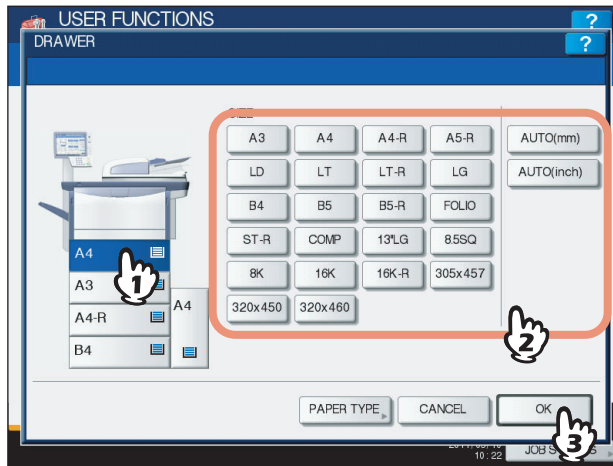 USER FUNCTIONS ?
DRAWER ?
A3 A4 A4-R A5-R AUTO(mm)
LD LT LT-R LG AUTO(inch)
B4 B5 B5-R FOLIO
ST-R COMP 13"LG 8.5SQ
8K 16K 16K-R 305x457
320x450 320x460
A4
1
A3
A4
A4-R
B4
2
PAPER TYPE CANCEL OK
3
10:22 JOB